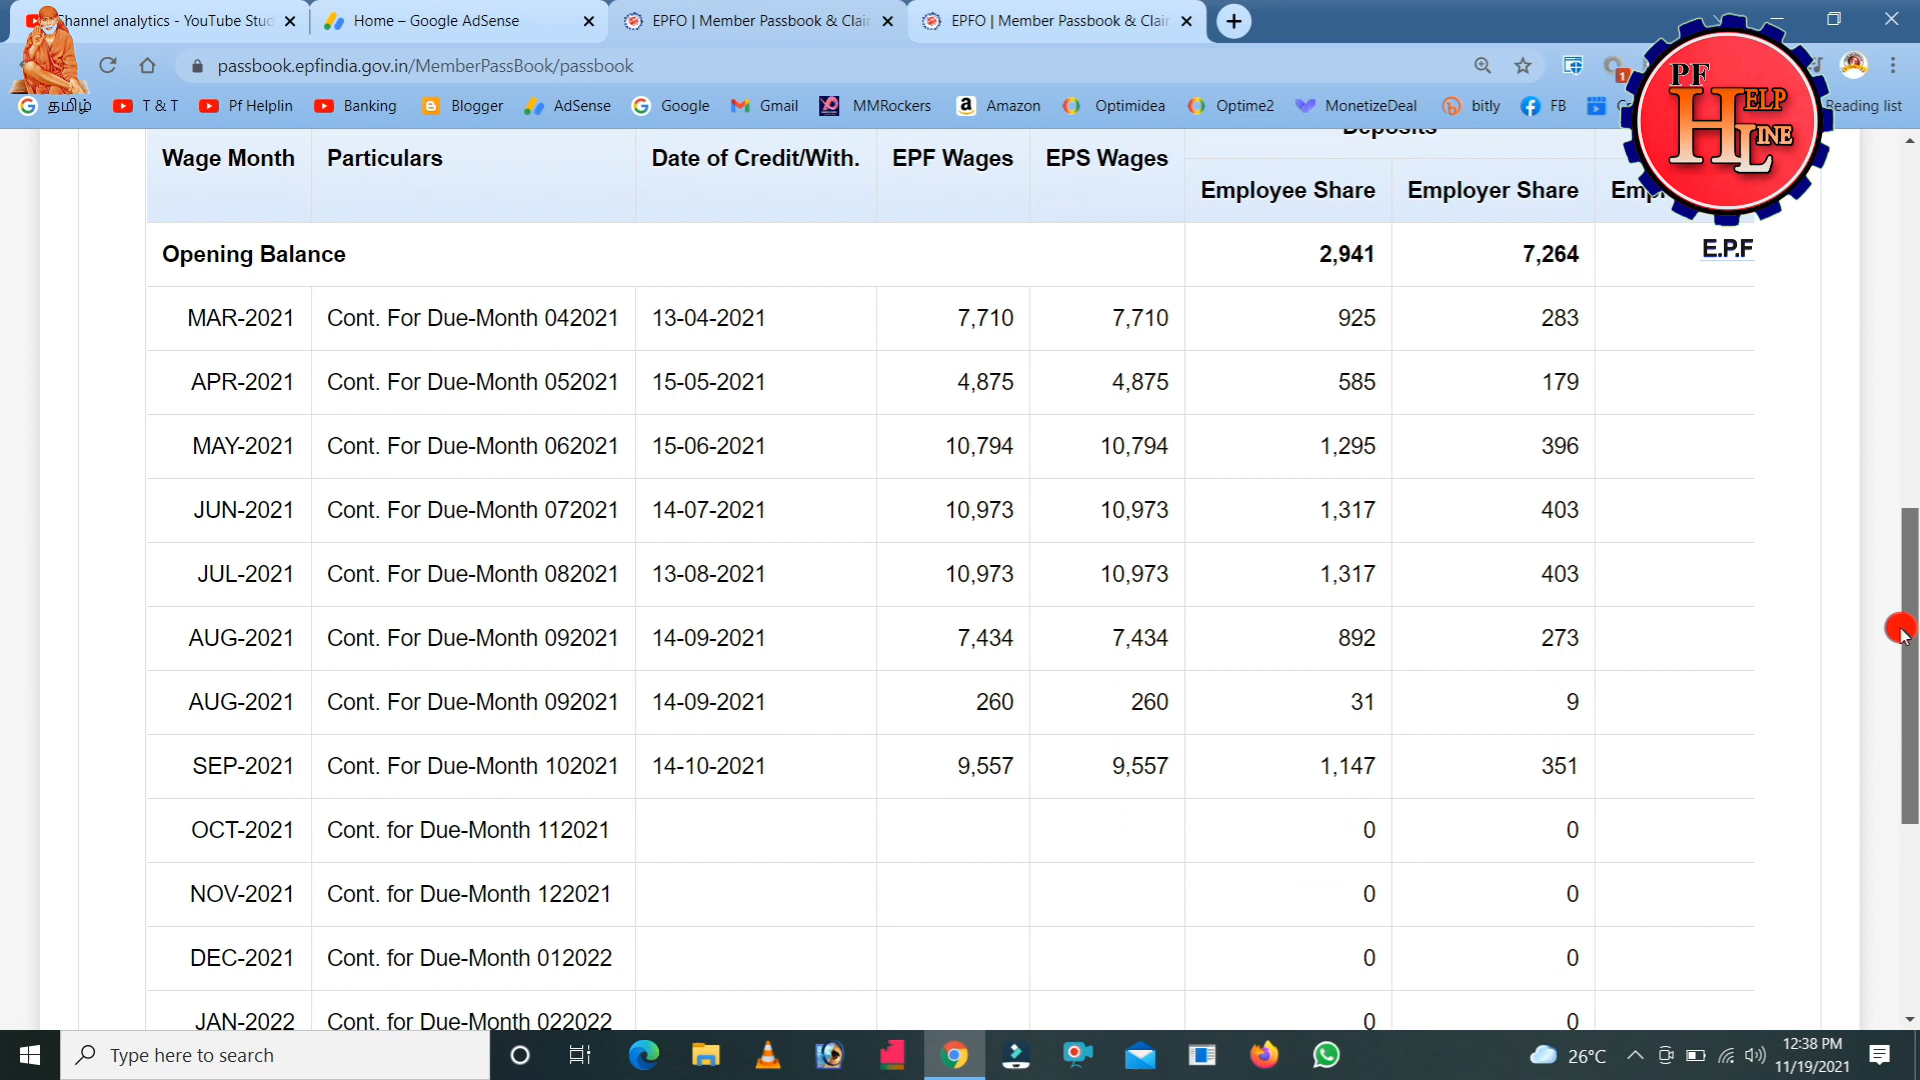 Channel analytics - YouTube Stud
Home – Google AdSense
EPFO | Member Passbook & Clair
EPFO | Member Passbook & Clair
passbook.epfindia.gov.in/MemberPassBook/passbook
தமிழ்
T & T
Pf Helplin
Banking
Blogger
AdSense
Google
Gmail
MMRockers
Amazon
Optimidea
Optime2
MonetizeDeal
bitly
FB
Reading list
PF
HELP
LINE
E.P.F
Deposits
Wage Month Particulars Date of Credit/With. EPF Wages EPS Wages
Employee Share Employer Share
Opening Balance 2,941 7,264
MAR-2021 Cont. For Due-Month 042021 13-04-2021 7,710 7,710 925 283
APR-2021 Cont. For Due-Month 052021 15-05-2021 4,875 4,875 585 179
MAY-2021 Cont. For Due-Month 062021 15-06-2021 10,794 10,794 1,295 396
JUN-2021 Cont. For Due-Month 072021 14-07-2021 10,973 10,973 1,317 403
JUL-2021 Cont. For Due-Month 082021 13-08-2021 10,973 10,973 1,317 403
AUG-2021 Cont. For Due-Month 092021 14-09-2021 7,434 7,434 892 273
AUG-2021 Cont. For Due-Month 092021 14-09-2021 260 260 31 9
SEP-2021 Cont. For Due-Month 102021 14-10-2021 9,557 9,557 1,147 351
OCT-2021 Cont. for Due-Month 112021 0 0
NOV-2021 Cont. for Due-Month 122021 0 0
DEC-2021 Cont. for Due-Month 012022 0 0
JAN-2022 Cont. for Due-Month 022022 0 0
Type here to search
26°C
12:38 PM
11/19/2021